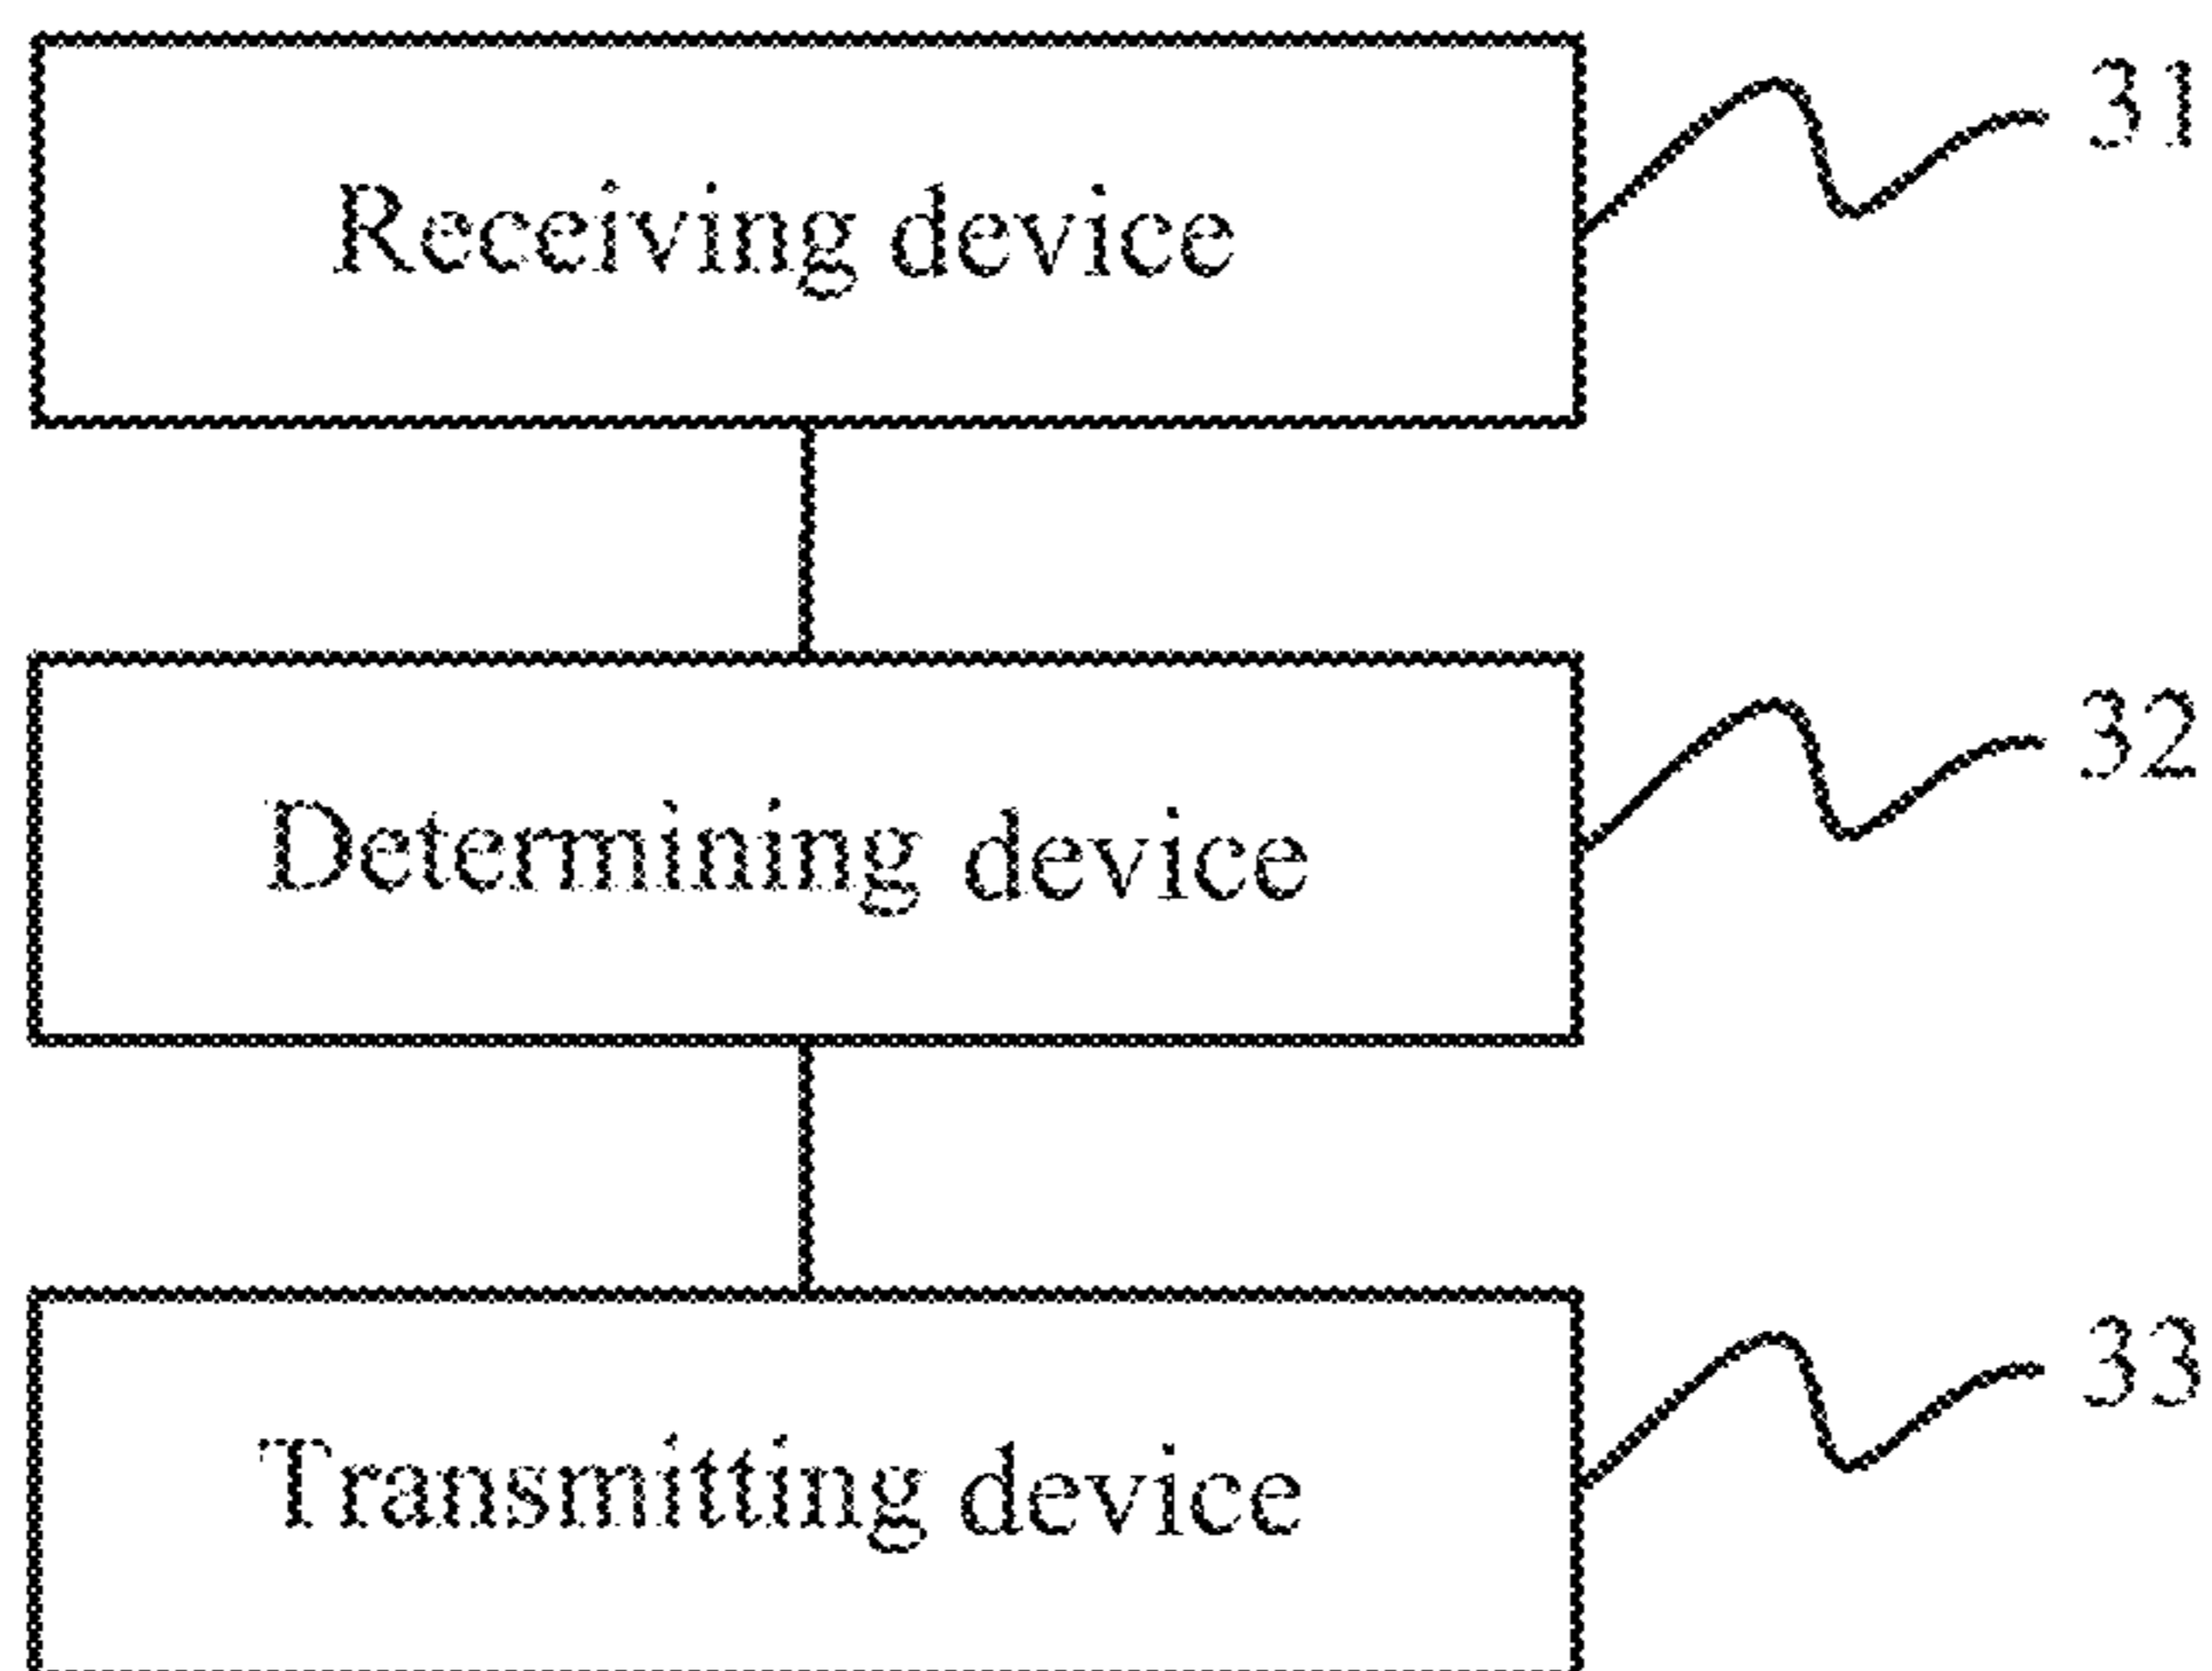 Receiving device
31
Determining device
32
Transmitting device
33